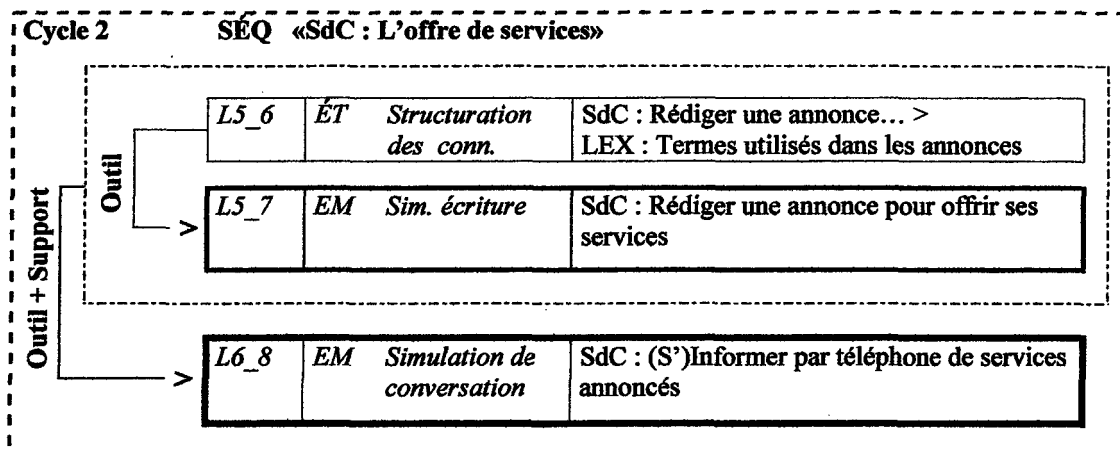 Cycle 2 SÉQ «SdC : L'offre de services»
L5_6 ÉT Structuration SdC : Rédiger une annonce… >
des conn. LEX : Termes utilisés dans les annonces
Outil
L5_7 EM Sim. écriture SdC : Rédiger une annonce pour offrir ses
> services
Outil + Support
L6_8 EM Simulation de SdC : (S')Informer par téléphone de services
> conversation annoncés